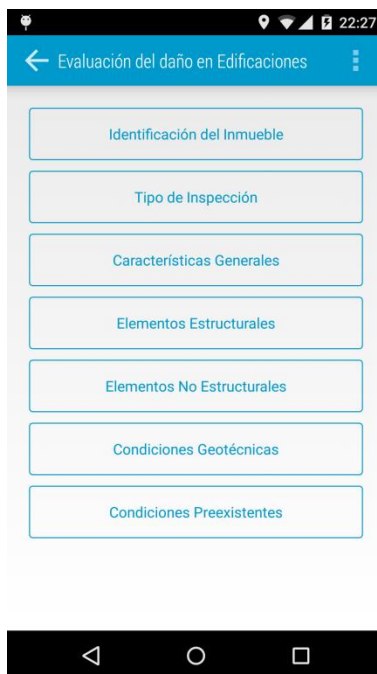 22:27
Evaluación del daño en Edificaciones
Identificación del Inmueble
Tipo de Inspección
Características Generales
Elementos Estructurales
Elementos No Estructurales
Condiciones Geotécnicas
Condiciones Preexistentes